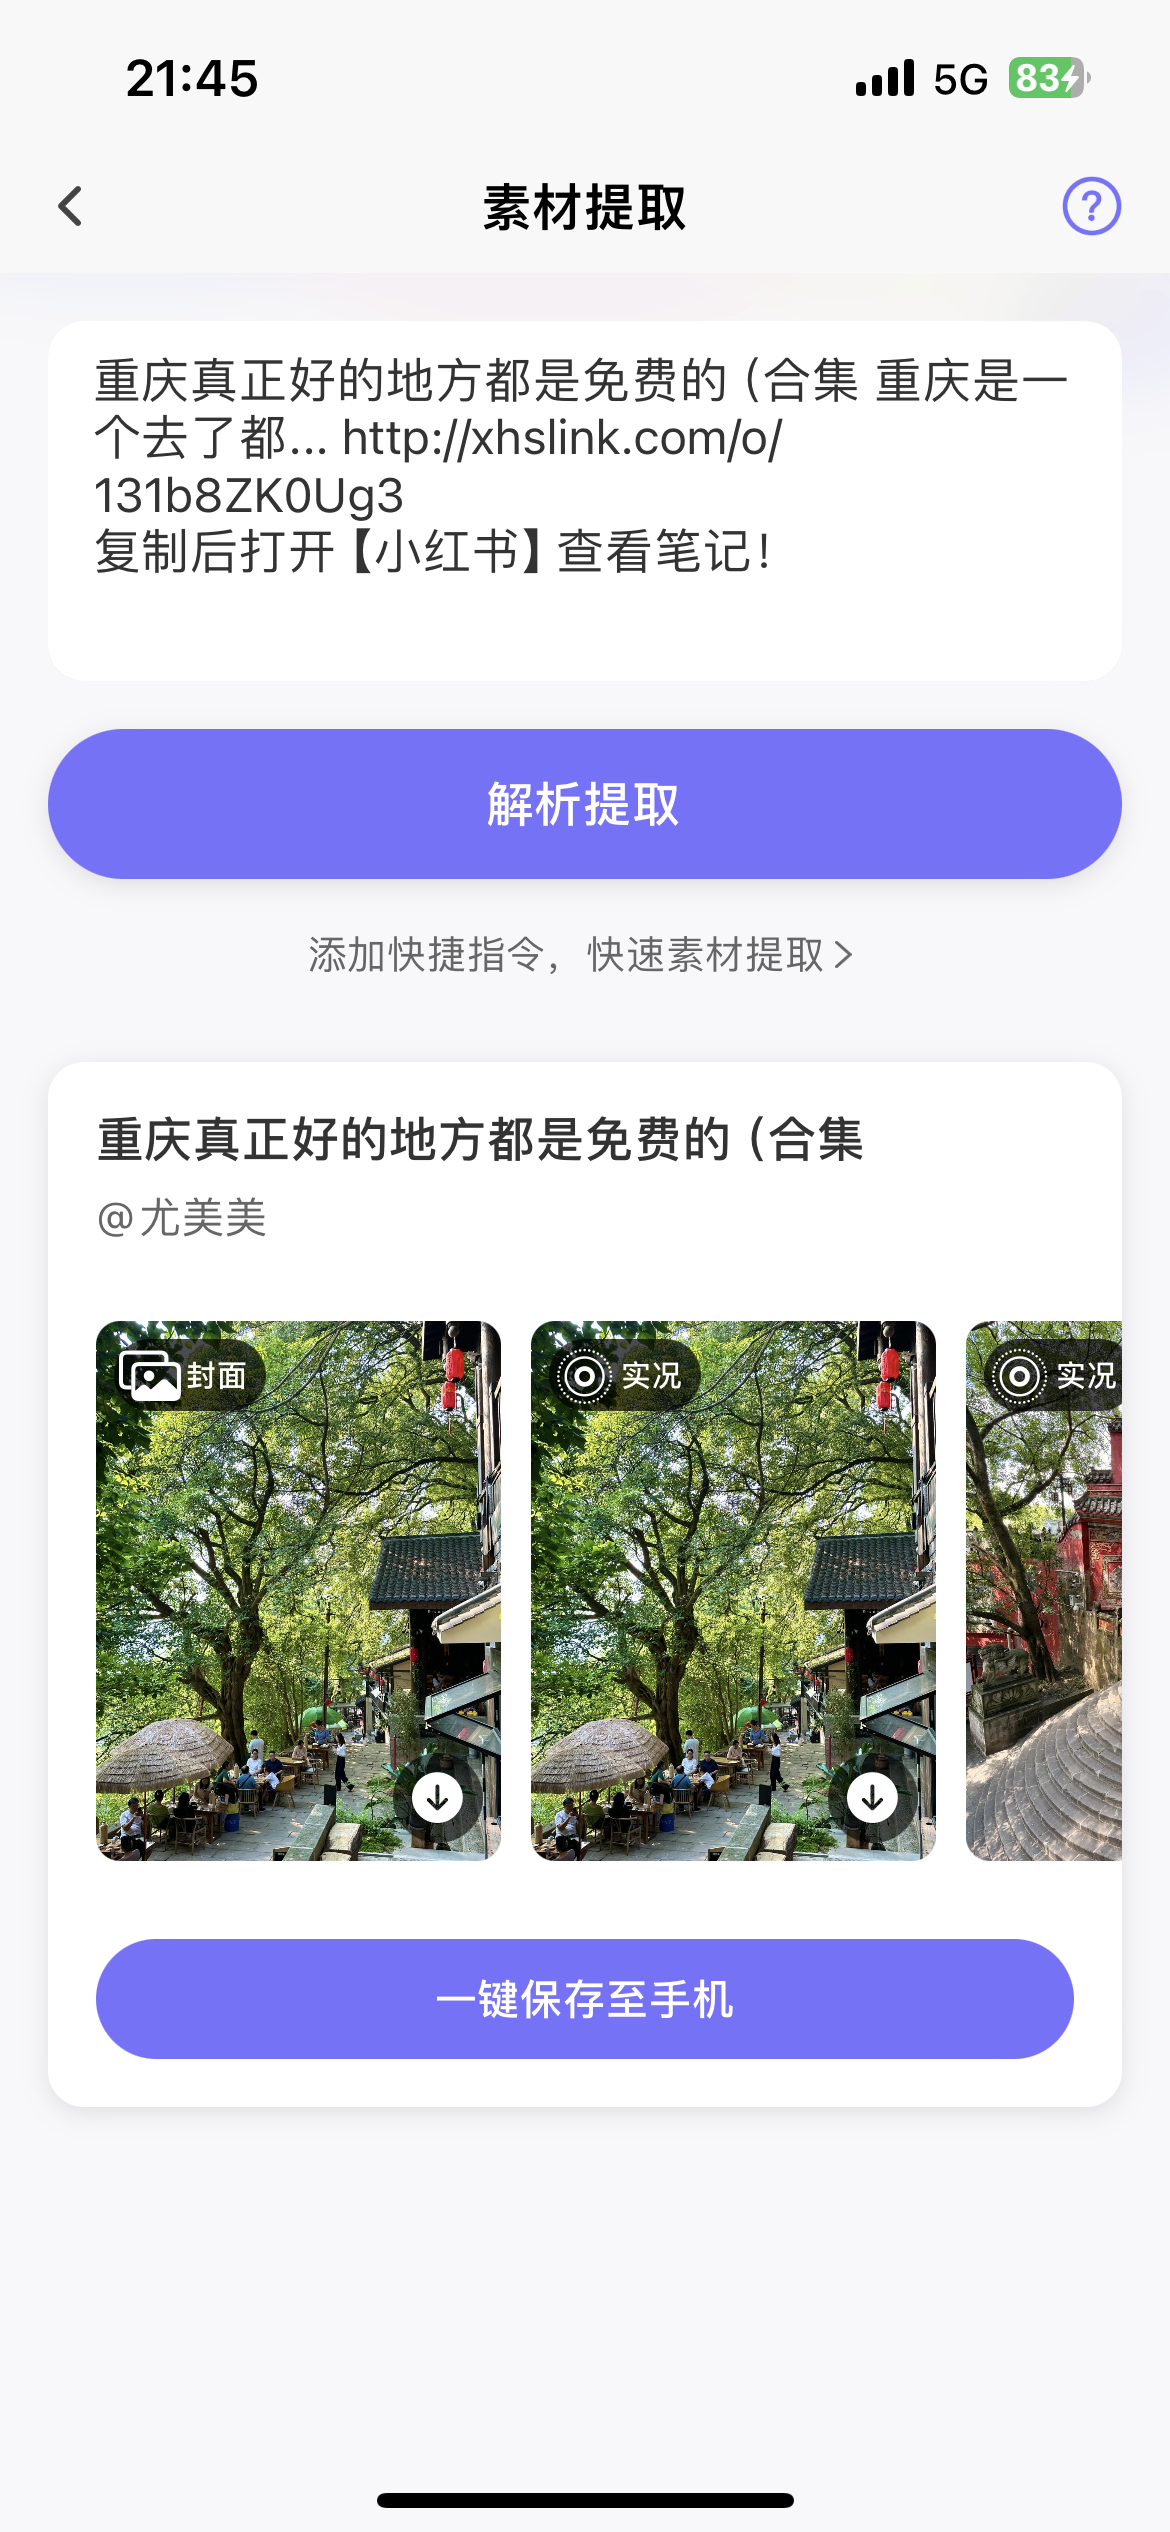 21:45
5G
83
素材提取
?
重庆真正好的地方都是免费的（合集 重庆是一
个去了都... http://xhslink.com/o/
131b8ZK0Ug3
复制后打开【小红书】查看笔记！
解析提取
添加快捷指令，快速素材提取
重庆真正好的地方都是免费的（合集
@尤美美
封面
实况
实况
一键保存至手机